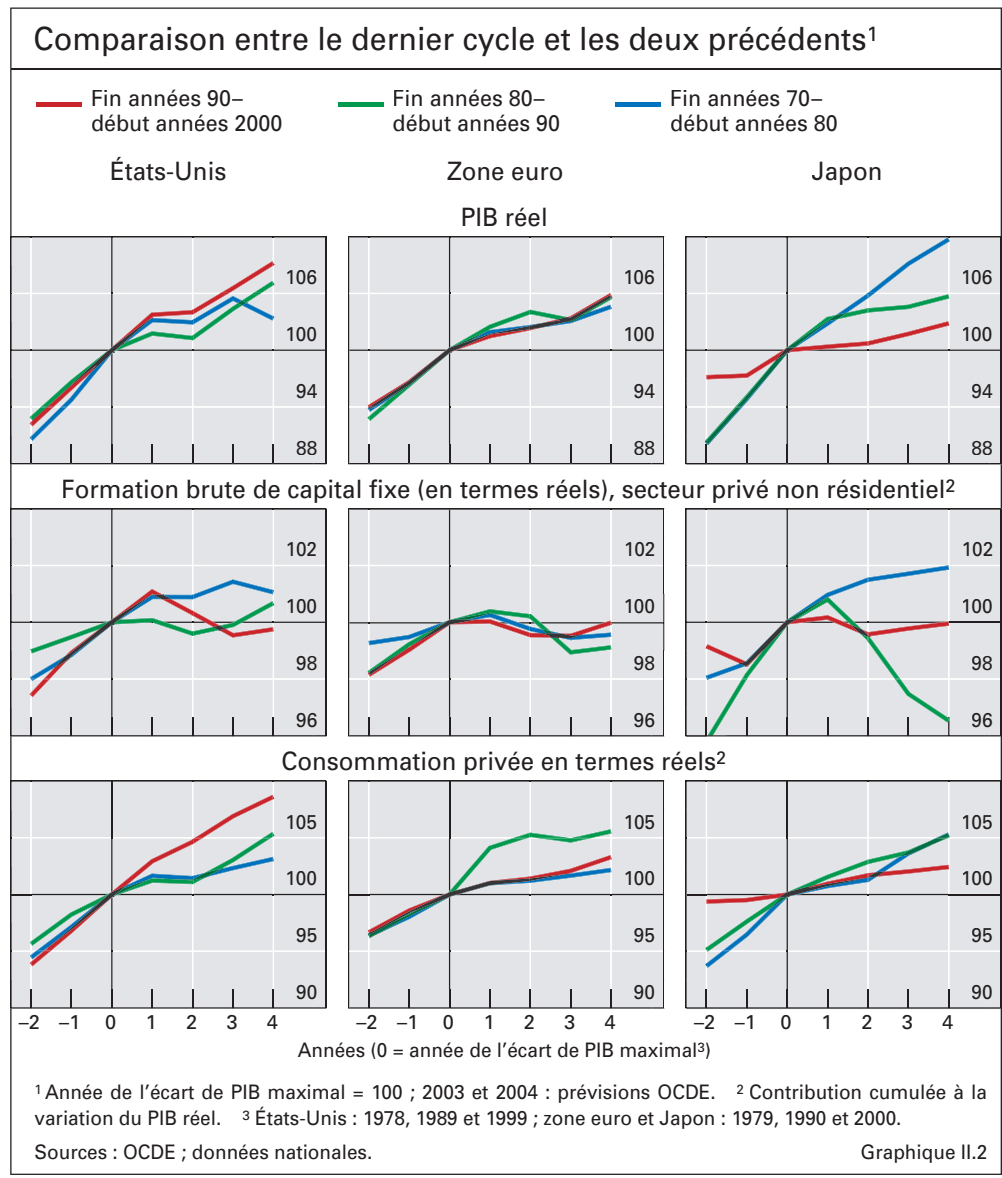 Comparaison entre le dernier cycle et les deux précédents¹
Fin années 90–
début années 2000
Fin années 80–
début années 90
Fin années 70–
début années 80
États-Unis
Zone euro
Japon
PIB réel
106
100
94
88
106
100
94
88
106
100
94
88
Formation brute de capital fixe (en termes réels), secteur privé non résidentiel²
102
100
98
96
102
100
98
96
102
100
98
96
Consommation privée en termes réels²
105
100
95
90
105
100
95
90
105
100
95
90
–2 –1 0 1 2 3 4
–2 –1 0 1 2 3 4
–2 –1 0 1 2 3 4
Années (0 = année de l'écart de PIB maximal³)
¹ Année de l'écart de PIB maximal = 100 ; 2003 et 2004 : prévisions OCDE. ² Contribution cumulée à la
variation du PIB réel. ³ États-Unis : 1978, 1989 et 1999 ; zone euro et Japon : 1979, 1990 et 2000.
Sources : OCDE ; données nationales.
Graphique II.2